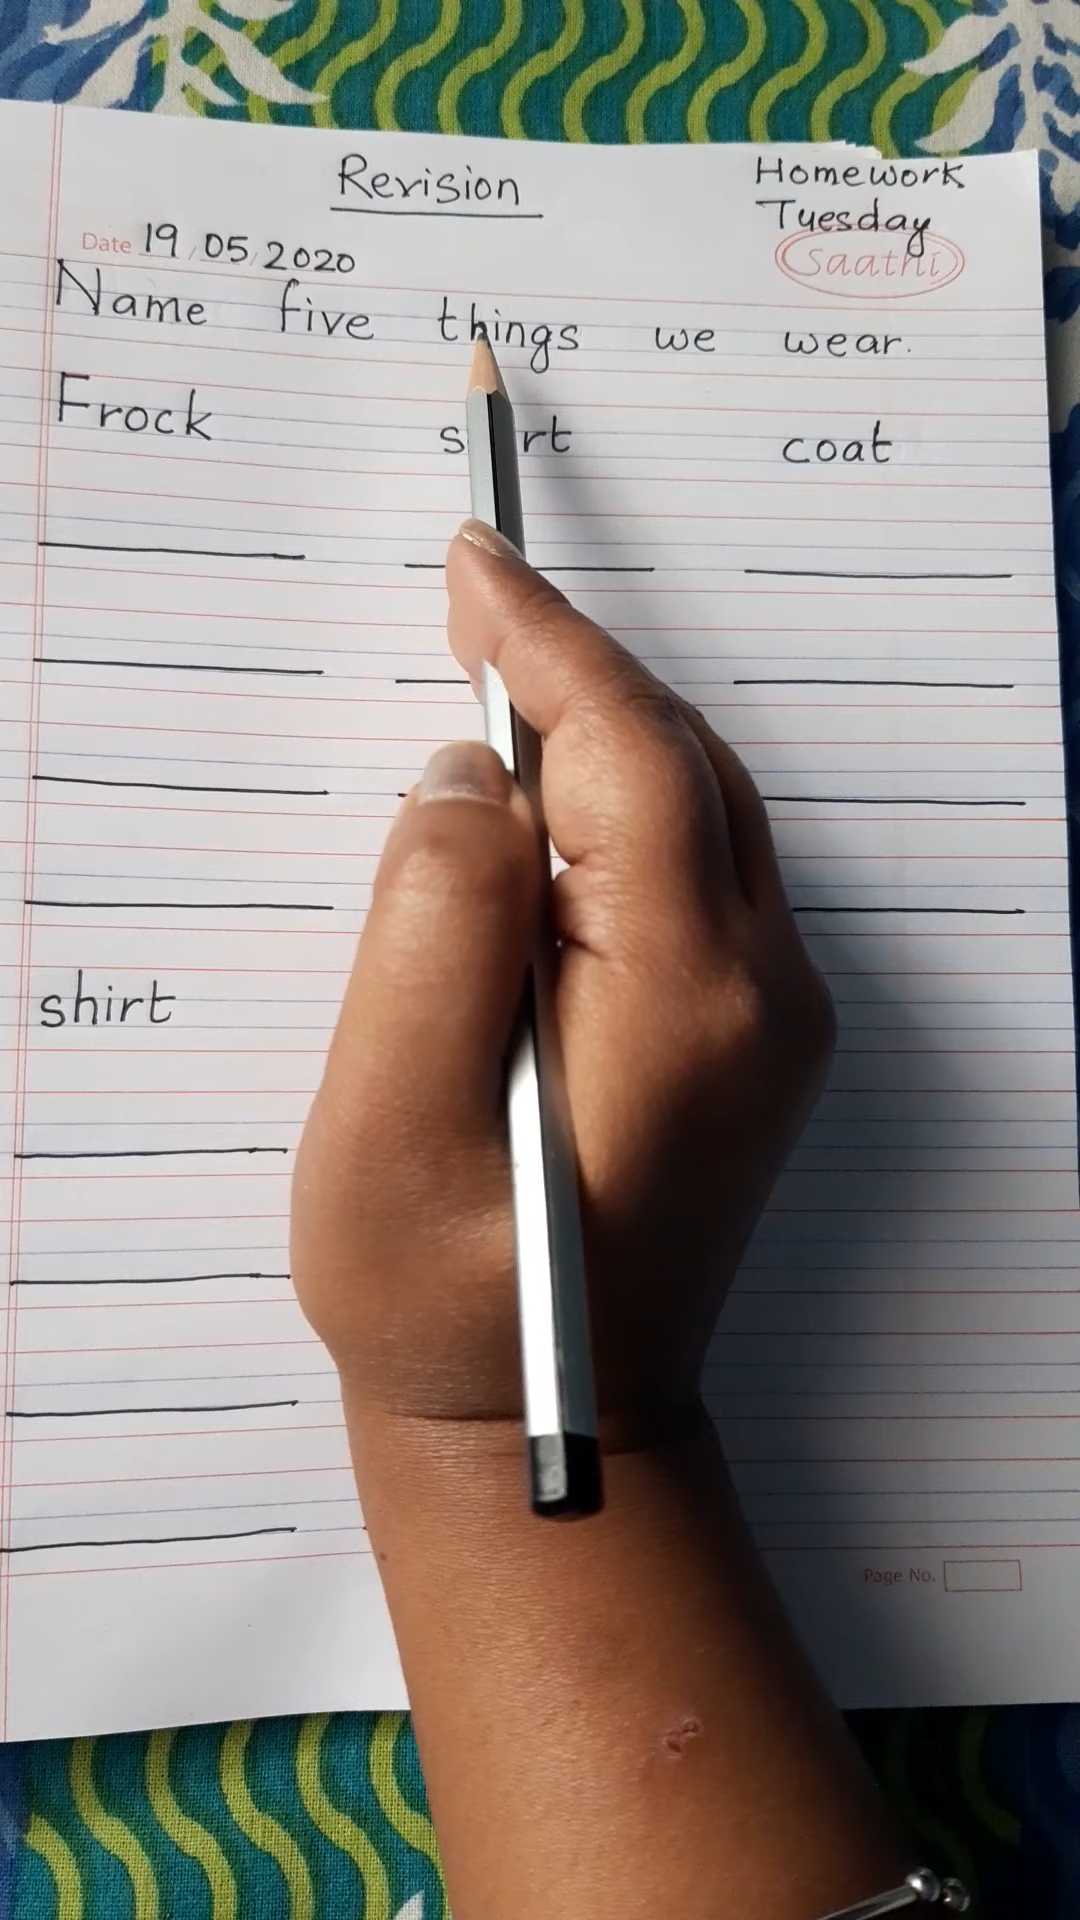 Revision
Homework
Tuesday
Saathi
Date 19/05/2020
Name five things we wear.
Frock coat
shirt
Page No.